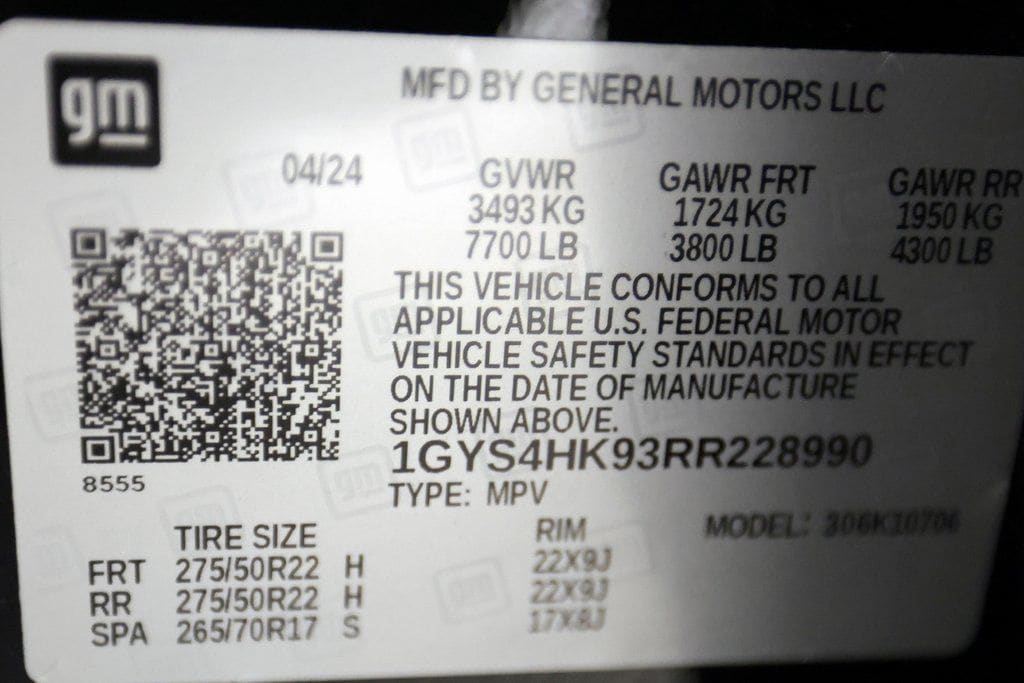 gm
MFD BY GENERAL MOTORS LLC
04/24
GVWR GAWR FRT GAWR RR
3493 KG 1724 KG 1950 KG
7700 LB 3800 LB 4300 LB
THIS VEHICLE CONFORMS TO ALL
APPLICABLE U.S. FEDERAL MOTOR
VEHICLE SAFETY STANDARDS IN EFFECT
ON THE DATE OF MANUFACTURE
SHOWN ABOVE.
1GYS4HK93RR228990
8555
TYPE: MPV
TIRE SIZE RIM MODEL:
FRT 275/50R22 H 22X9J
RR 275/50R22 H 22X9J
SPA 265/70R17 S 17X8J